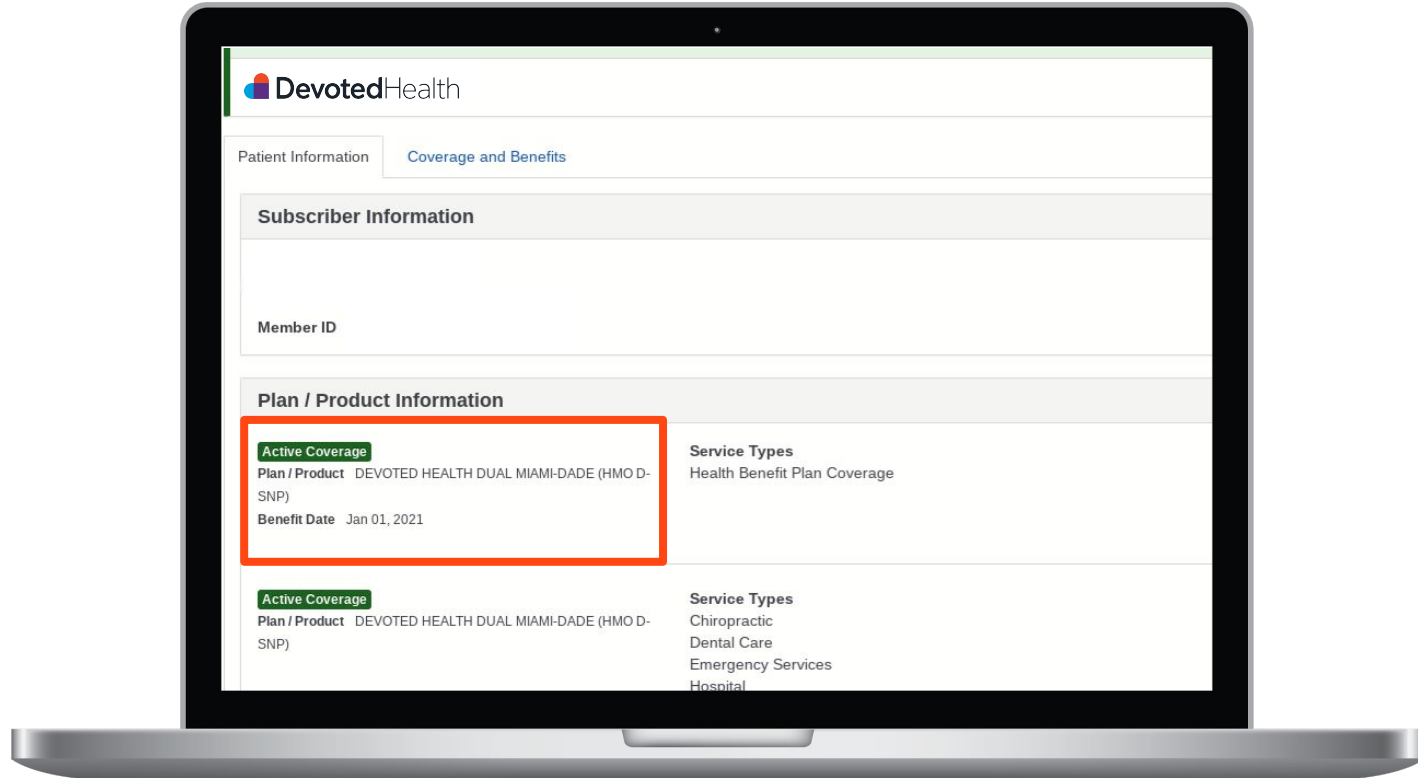 DevotedHealth
Patient Information
Coverage and Benefits
Subscriber Information
Member ID
Plan / Product Information
Active Coverage
Plan / Product DEVOTED HEALTH DUAL MIAMI-DADE (HMO D-
SNP)
Benefit Date Jan 01, 2021
Service Types
Health Benefit Plan Coverage
Active Coverage
Plan / Product DEVOTED HEALTH DUAL MIAMI-DADE (HMO D-
SNP)
Service Types
Chiropractic
Dental Care
Emergency Services
Hospital